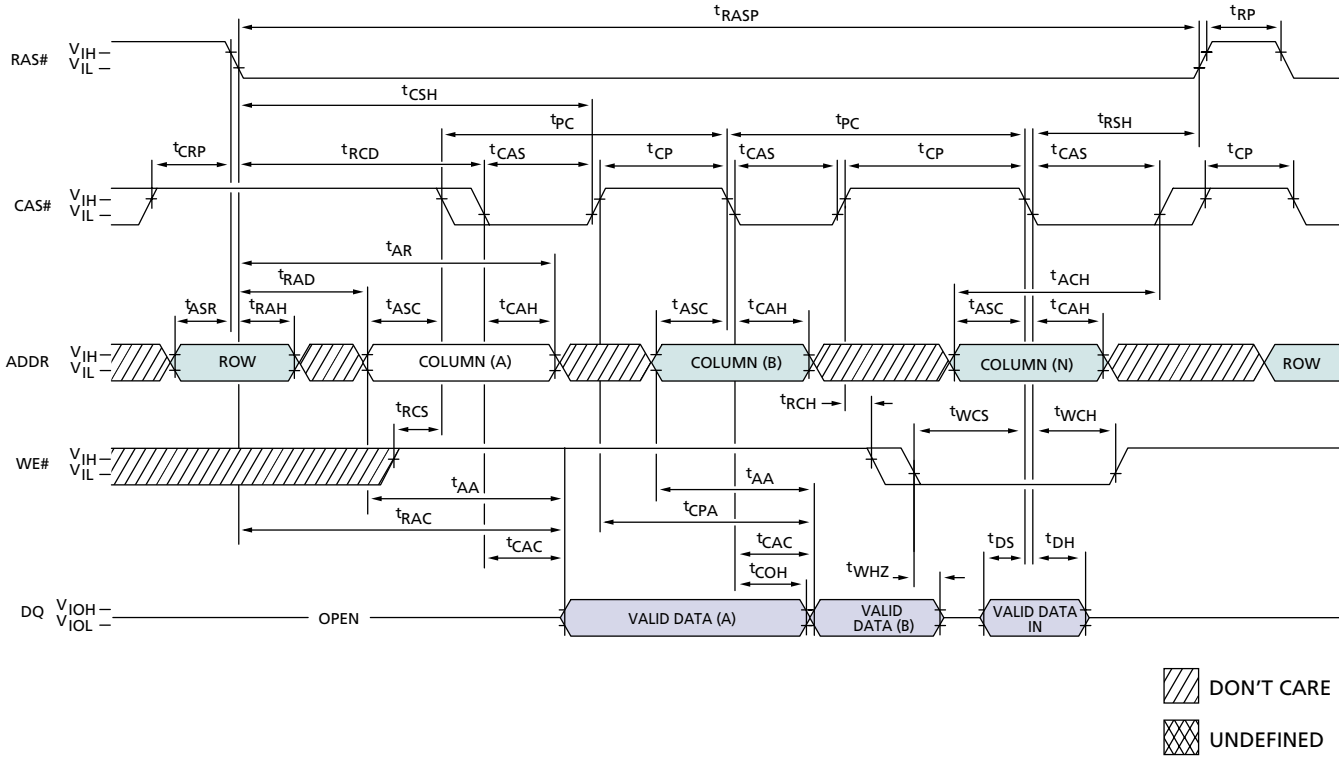 tRASP tRP
RAS# VIH
VIL
tCSH
tPC tPC tRSH
tCRP tRCD tCAS tCP tCAS tCP tCAS tCP
CAS# VIH
VIL
tAR
tRAD tACH
tASR tRAH tASC tCAH tASC tCAH tASC tCAH
ADDR VIH
VIL
ROW COLUMN (A) COLUMN (B) COLUMN (N) ROW
tRCS tRCH tWCS tWCH
WE# VIH
VIL
tAA tAA
tRAC tCPA
tCAC tCAC tDS tDH
tCOH tWHZ
DQ VIOH
VIOL
OPEN VALID DATA (A) VALID
DATA (B) VALID DATA
IN
DON'T CARE
UNDEFINED